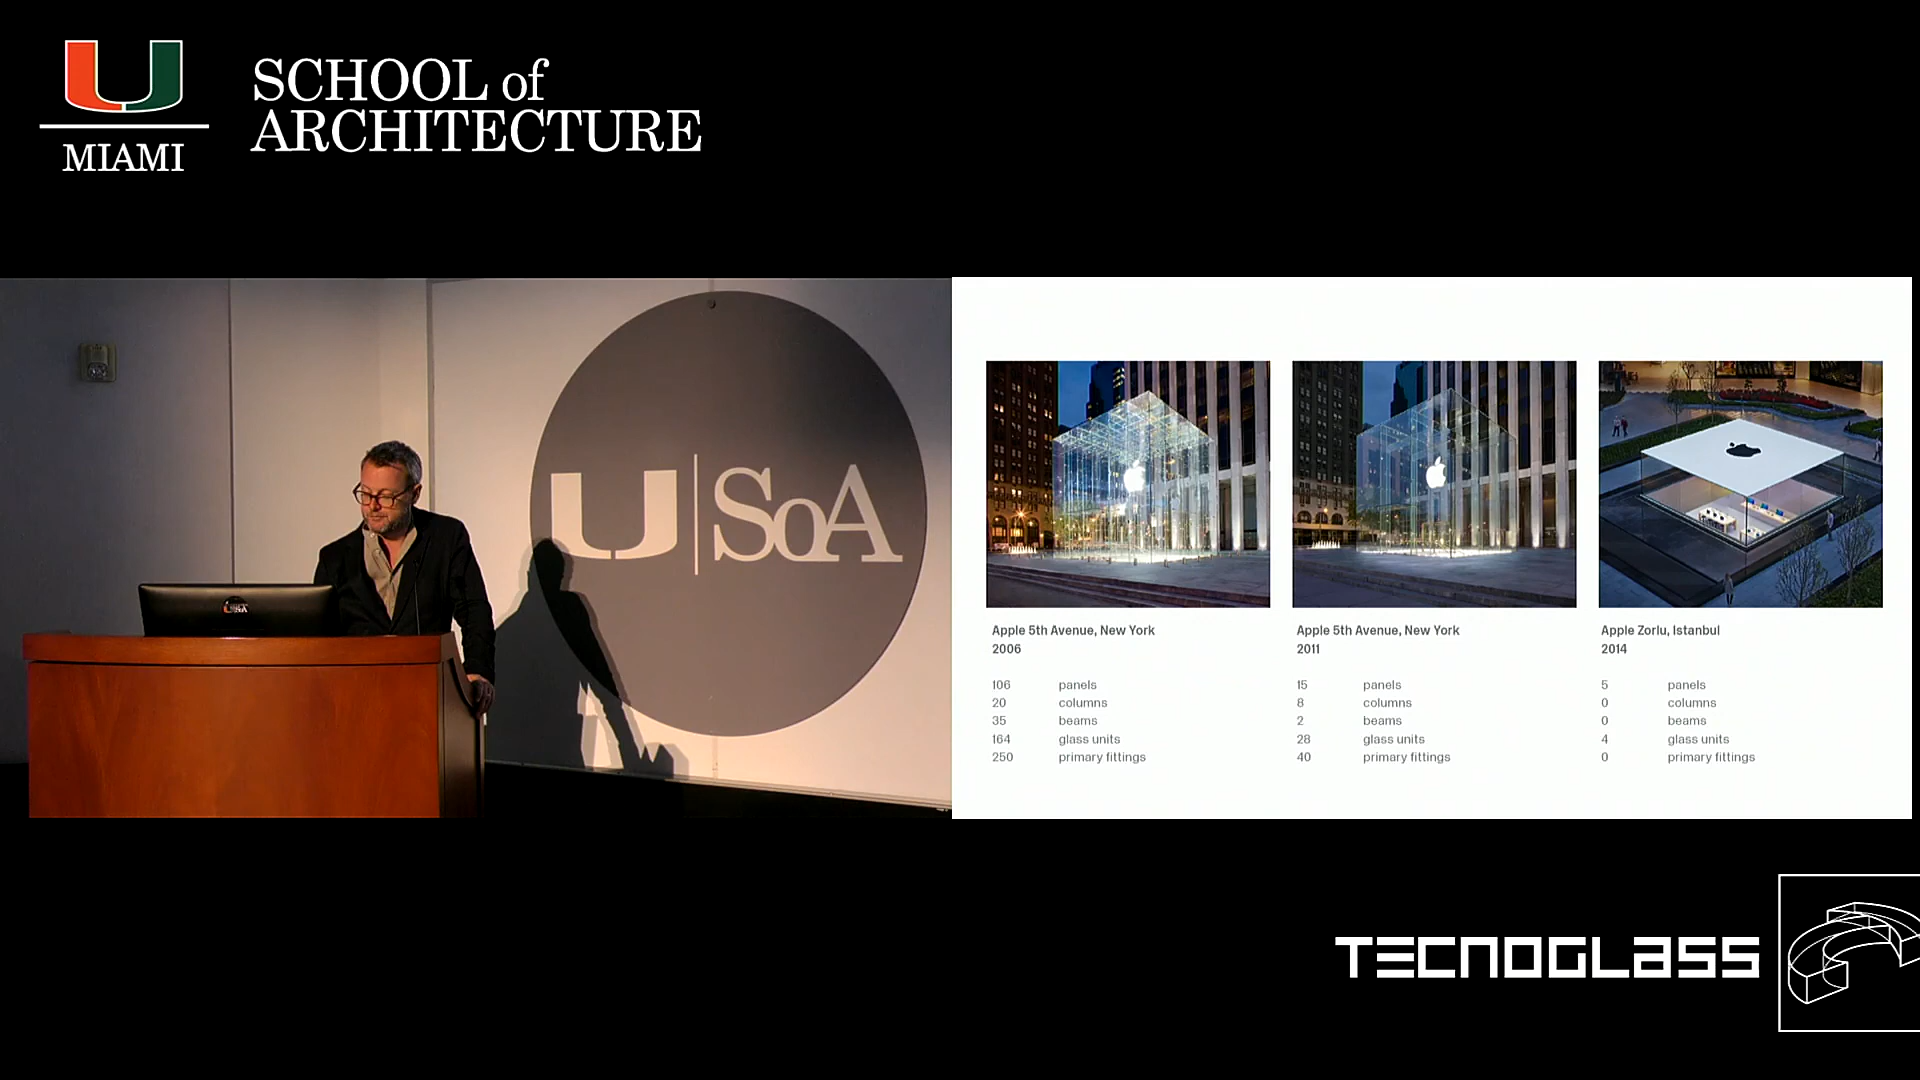 MIAMI
SCHOOL of
ARCHITECTURE
U SoA
Apple 5th Avenue, New York
2006
106 panels
20 columns
35 beams
164 glass units
250 primary fittings
Apple 5th Avenue, New York
2011
15 panels
8 columns
2 beams
28 glass units
40 primary fittings
Apple Zorlu, Istanbul
2014
5 panels
0 columns
0 beams
4 glass units
0 primary fittings
TECNOGLASS